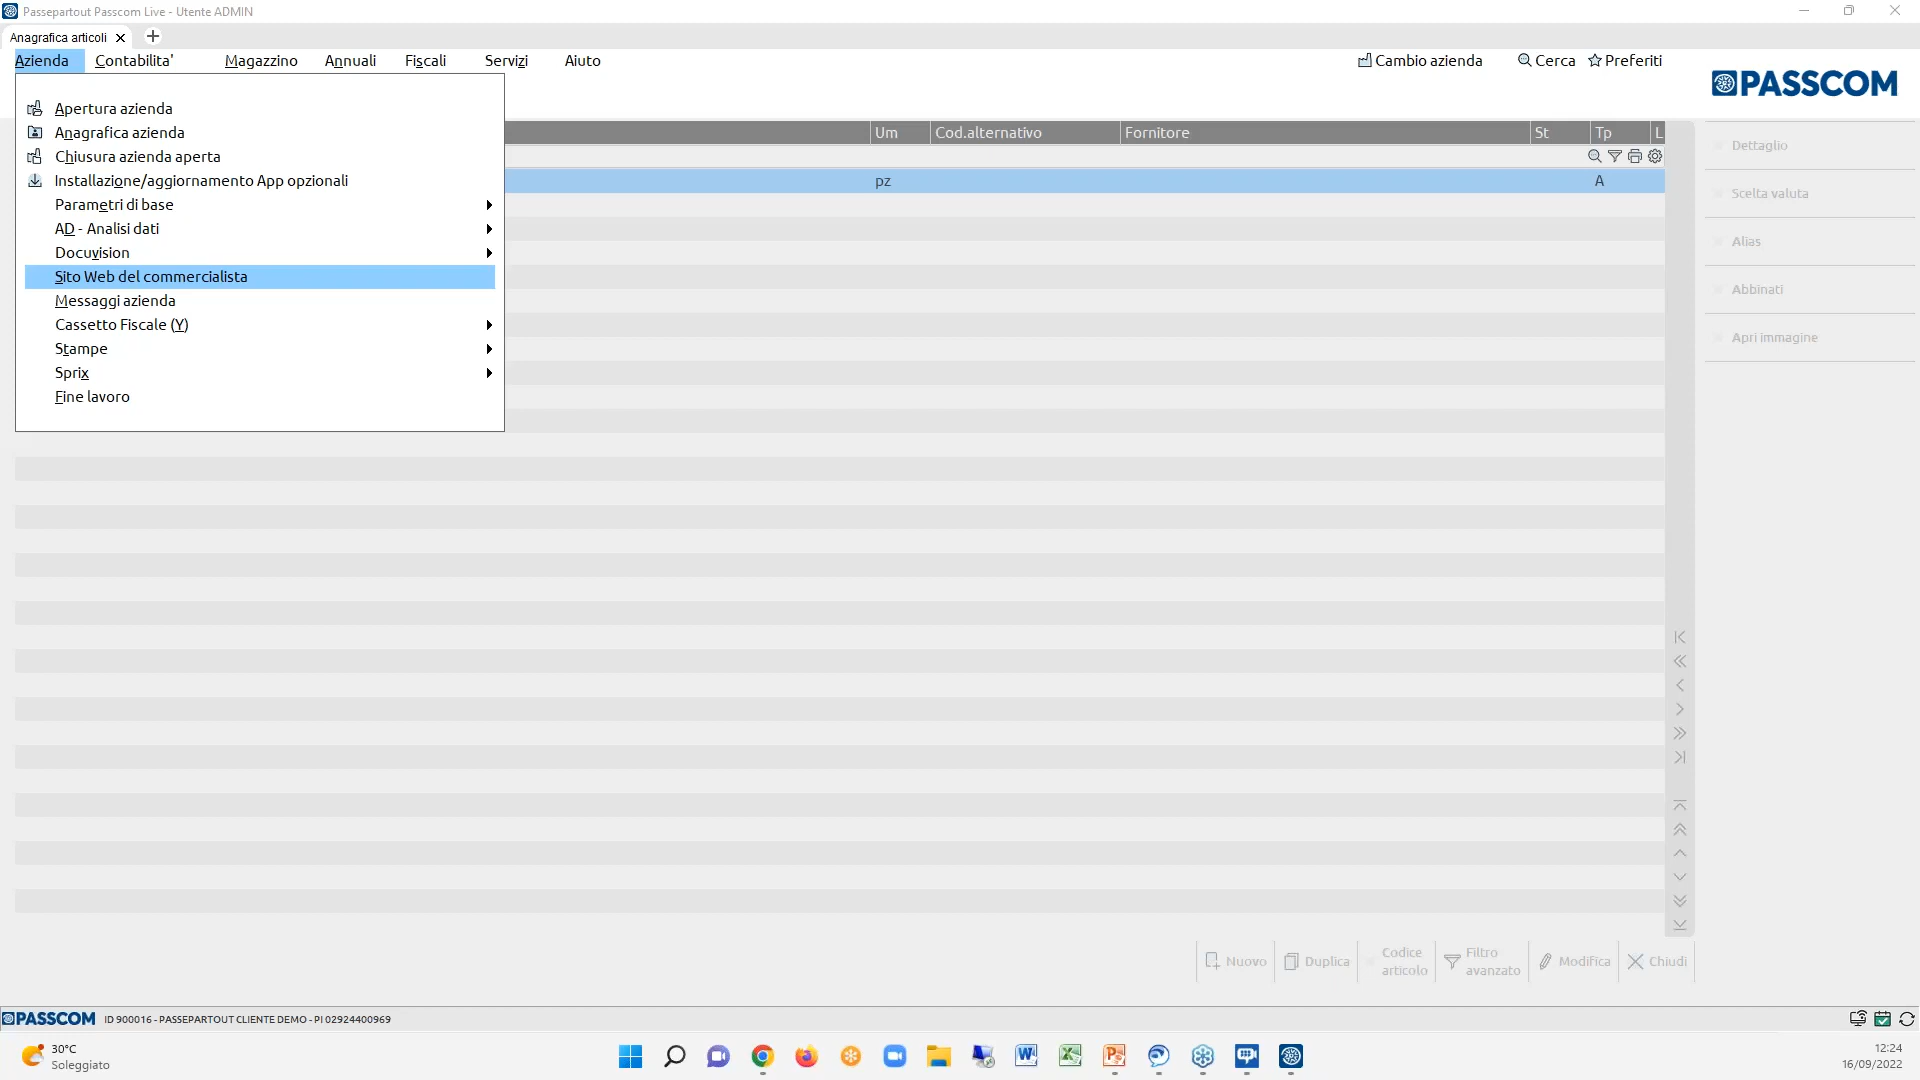 Passepartout Passcom Live - Utente ADMIN
Anagrafica articoli
Azienda Contabilita' Magazzino Annuali Fiscali Servizi Aiuto Cambio azienda Cerca Preferiti
PASSCOM
Apertura azienda
Anagrafica azienda
Chiusura azienda aperta
Installazione/aggiornamento App opzionali
Parametri di base
AD - Analisi dati
Docuvision
Sito Web del commercialista
Messaggi azienda
Cassetto Fiscale (Y)
Stampe
Sprix
Fine lavoro
Um Cod.alternativo Fornitore St Tp L
pz A
Dettaglio
Scelta valuta
Alias
Abbinati
Apri immagine
Nuovo Duplica Codice articolo Filtro avanzato Modifica Chiudi
PASSCOM ID 900016 - PASSEPARTOUT CLIENTE DEMO - PI 02924400969
30°C
Soleggiato
12:24
16/09/2022